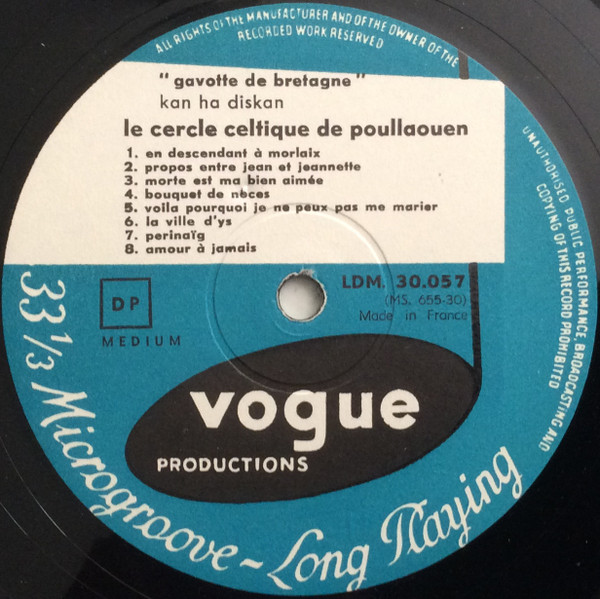 ALL RIGHTS OF THE MANUFACTURER AND OF THE OWNER OF THE
RECORDED WORK RESERVED
" gavotte de bretagne "
kan ha diskan
le cercle celtique de poullaouen
1. en descendant à morlaix
2. propos entre jean et jeannette
3. morte est ma bien aimée
4. bouquet de noces
5. voila pourquoi je ne peux pas me marier
6. la ville d'ys
7. perinaïg
8. amour à jamais
UNAUTHORISED PUBLIC PERFORMANCE, BROADCASTING AND
COPYING OF THIS RECORD PROHIBITED
LDM. 30.057
(MS. 655-30)
Made in France
DP
MEDIUM
vogue
PRODUCTIONS
33 1/3 Microgroove - Long Playing